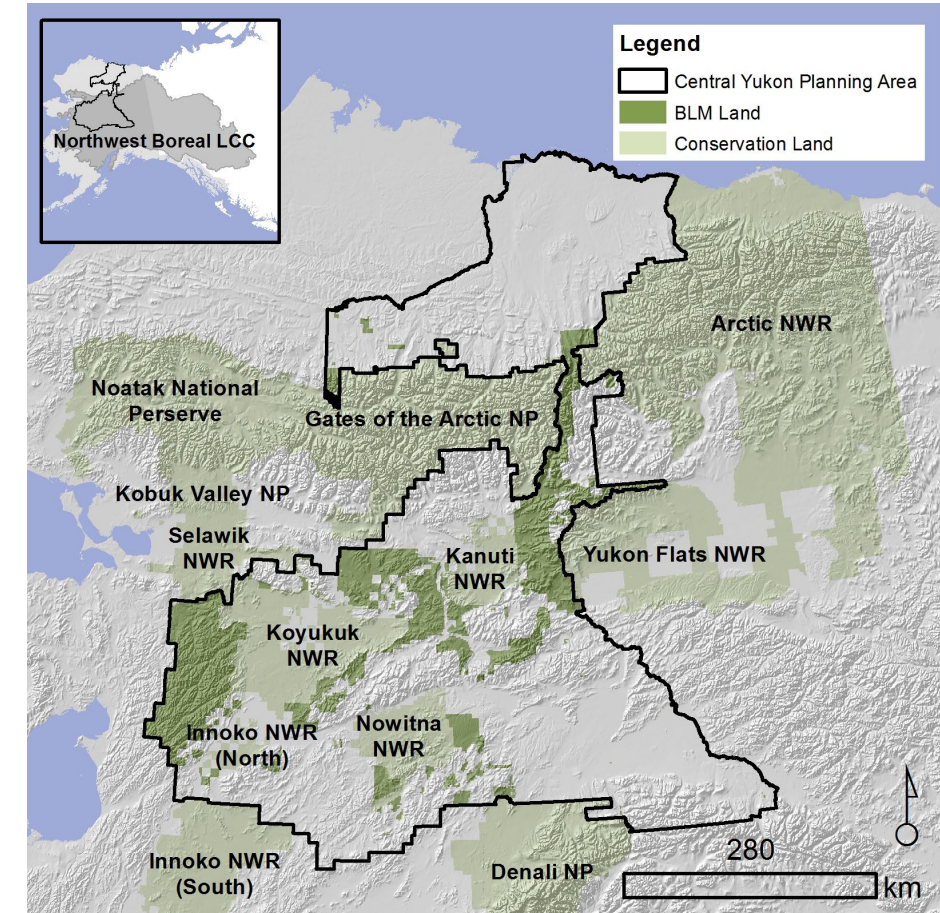 Northwest Boreal LCC
Legend
Central Yukon Planning Area
BLM Land
Conservation Land
Arctic NWR
Noatak National
Perserve
Gates of the Arctic NP
Kobuk Valley NP
Selawik
NWR
Kanuti
NWR
Yukon Flats NWR
Koyukuk
NWR
Innoko NWR
(North)
Nowitna
NWR
Innoko NWR
(South)
Denali NP
280
km